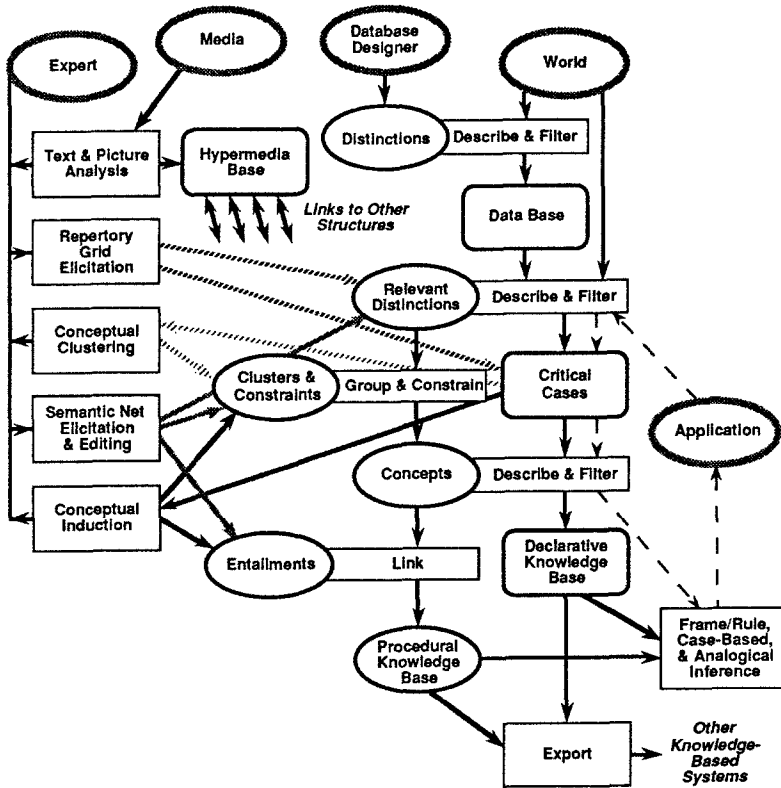 Expert
Media
Database
Designer
World
Distinctions
Describe & Filter
Text & Picture
Analysis
Hypermedia
Base
Links to Other
Structures
Data Base
Repertory
Grid
Elicitation
Relevant
Distinctions
Describe & Filter
Conceptual
Clustering
Clusters &
Constraints
Group & Constrain
Critical
Cases
Semantic Net
Elicitation
& Editing
Application
Concepts
Describe & Filter
Conceptual
Induction
Entailments
Link
Declarative
Knowledge
Base
Procedural
Knowledge
Base
Frame/Rule,
Case-Based,
& Analogical
Inference
Export
Other
Knowledge-
Based
Systems